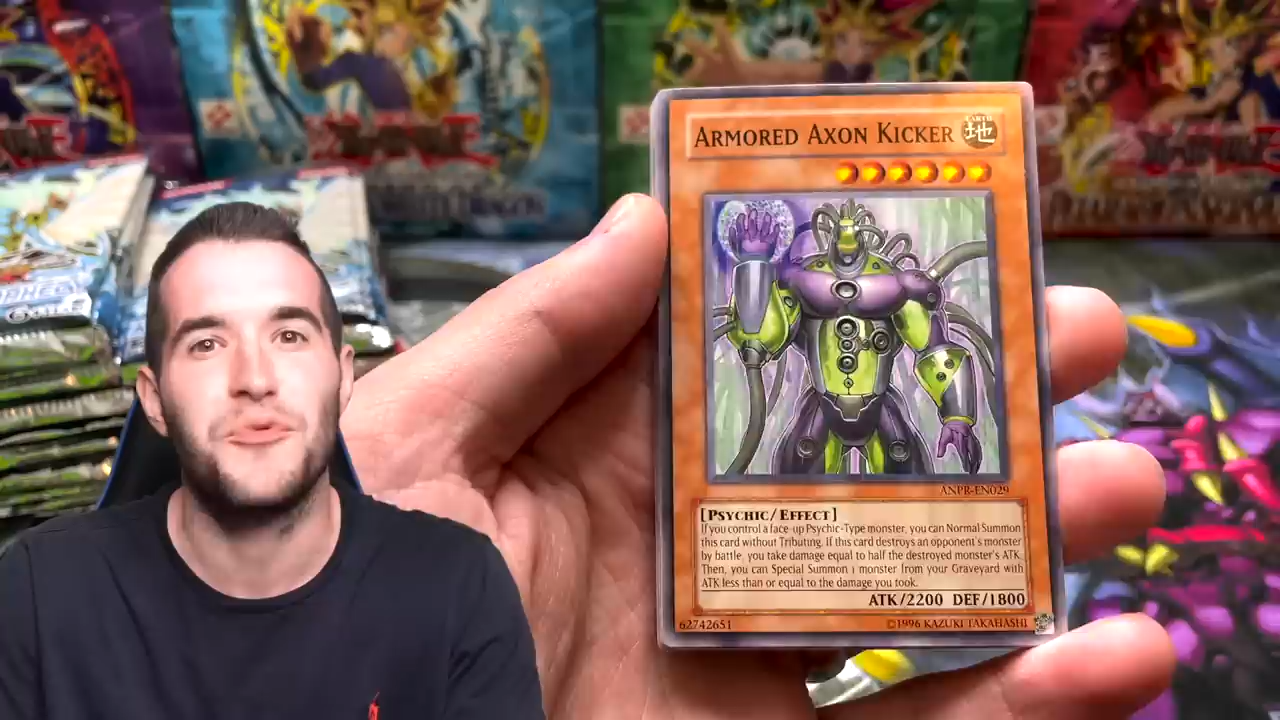 ARMORED AXON KICKER
EARTH
地
ANPR-EN029
[PSYCHIC/EFFECT]
If you control a face-up Psychic-Type monster, you can Normal Summon
this card without Tributing. If this card destroys an opponent's monster
by battle, you take damage equal to half the destroyed monster's ATK.
Then, you can Special Summon 1 monster from your Graveyard with
ATK less than or equal to the damage you took.
ATK/2200 DEF/1800
62742651
©1996 KAZUKI TAKAHASHI